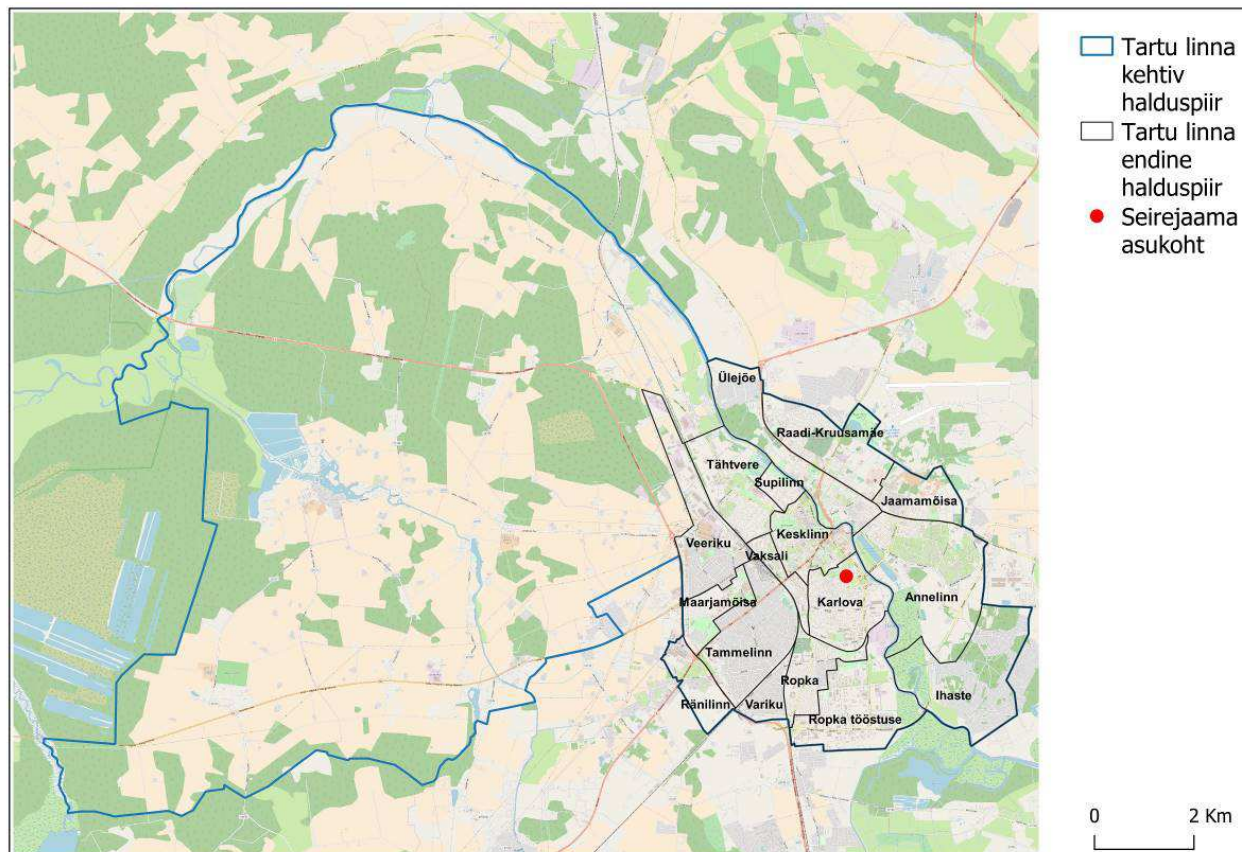 Tartu linna
kehtiv
halduspiir
Tartu linna
endine
halduspiir
Seirejaama
asukoht
Ülejõe
Raadi-Kruusamäe
Tähtvere
Supilinn
Jaamamõisa
Kesklinn
Veeriku
Vaksali
Annelinn
Maarjamõisa
Karlova
Tammelinn
Ropka
Ihaste
Ränilinn
Variku
Ropka tööstuse
0
2 Km